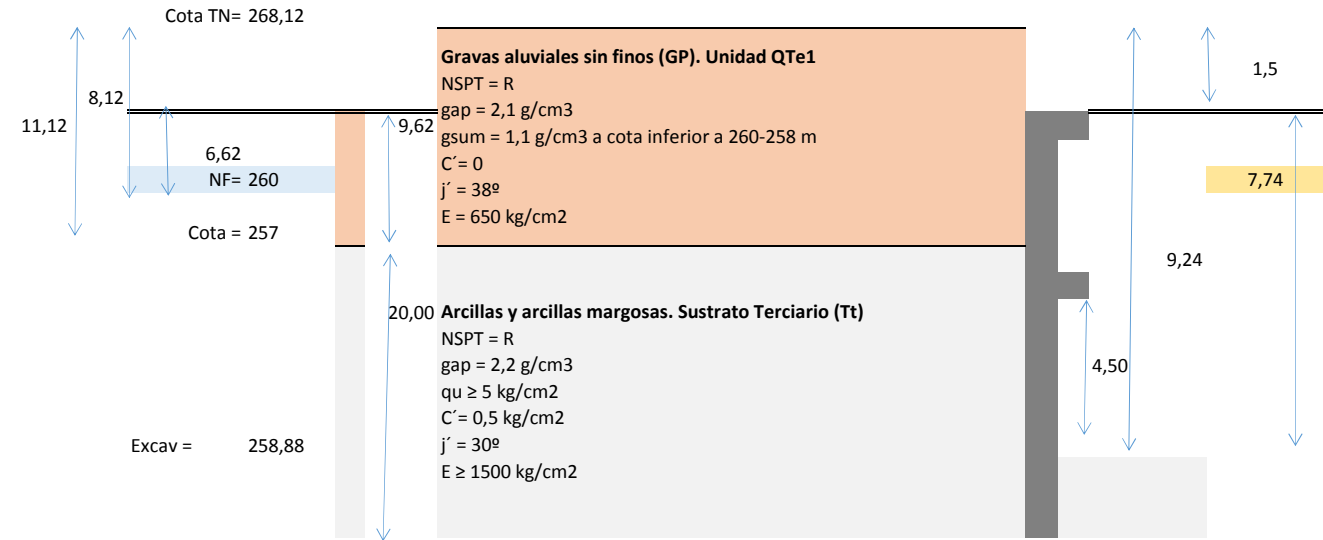 Cota TN= 268,12
Gravas aluviales sin finos (GP). Unidad QTe1
1,5
NSPT = R
8,12
gap = 2,1 g/cm3
11,12
9,62
gsum = 1,1 g/cm3 a cota inferior a 260-258 m
6,62
C´= 0
NF= 260
j´ = 38º
7,74
E = 650 kg/cm2
Cota = 257
9,24
20,00
Arcillas y arcillas margosas. Sustrato Terciario (Tt)
NSPT = R
gap = 2,2 g/cm3
4,50
qu ≥ 5 kg/cm2
C´= 0,5 kg/cm2
Excav = 258,88
j´ = 30º
E ≥ 1500 kg/cm2